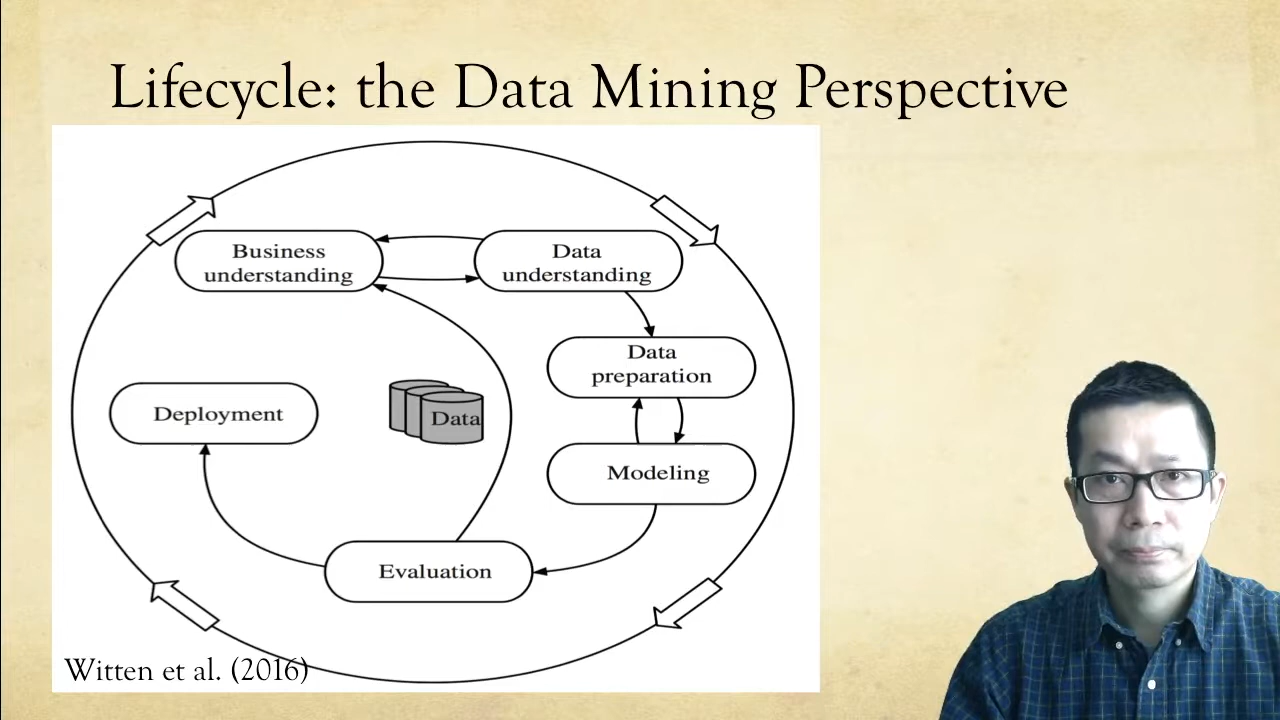 Lifecycle: the Data Mining Perspective
Business
understanding
Data
understanding
Data
preparation
Deployment
Data
Modeling
Evaluation
Witten et al. (2016)